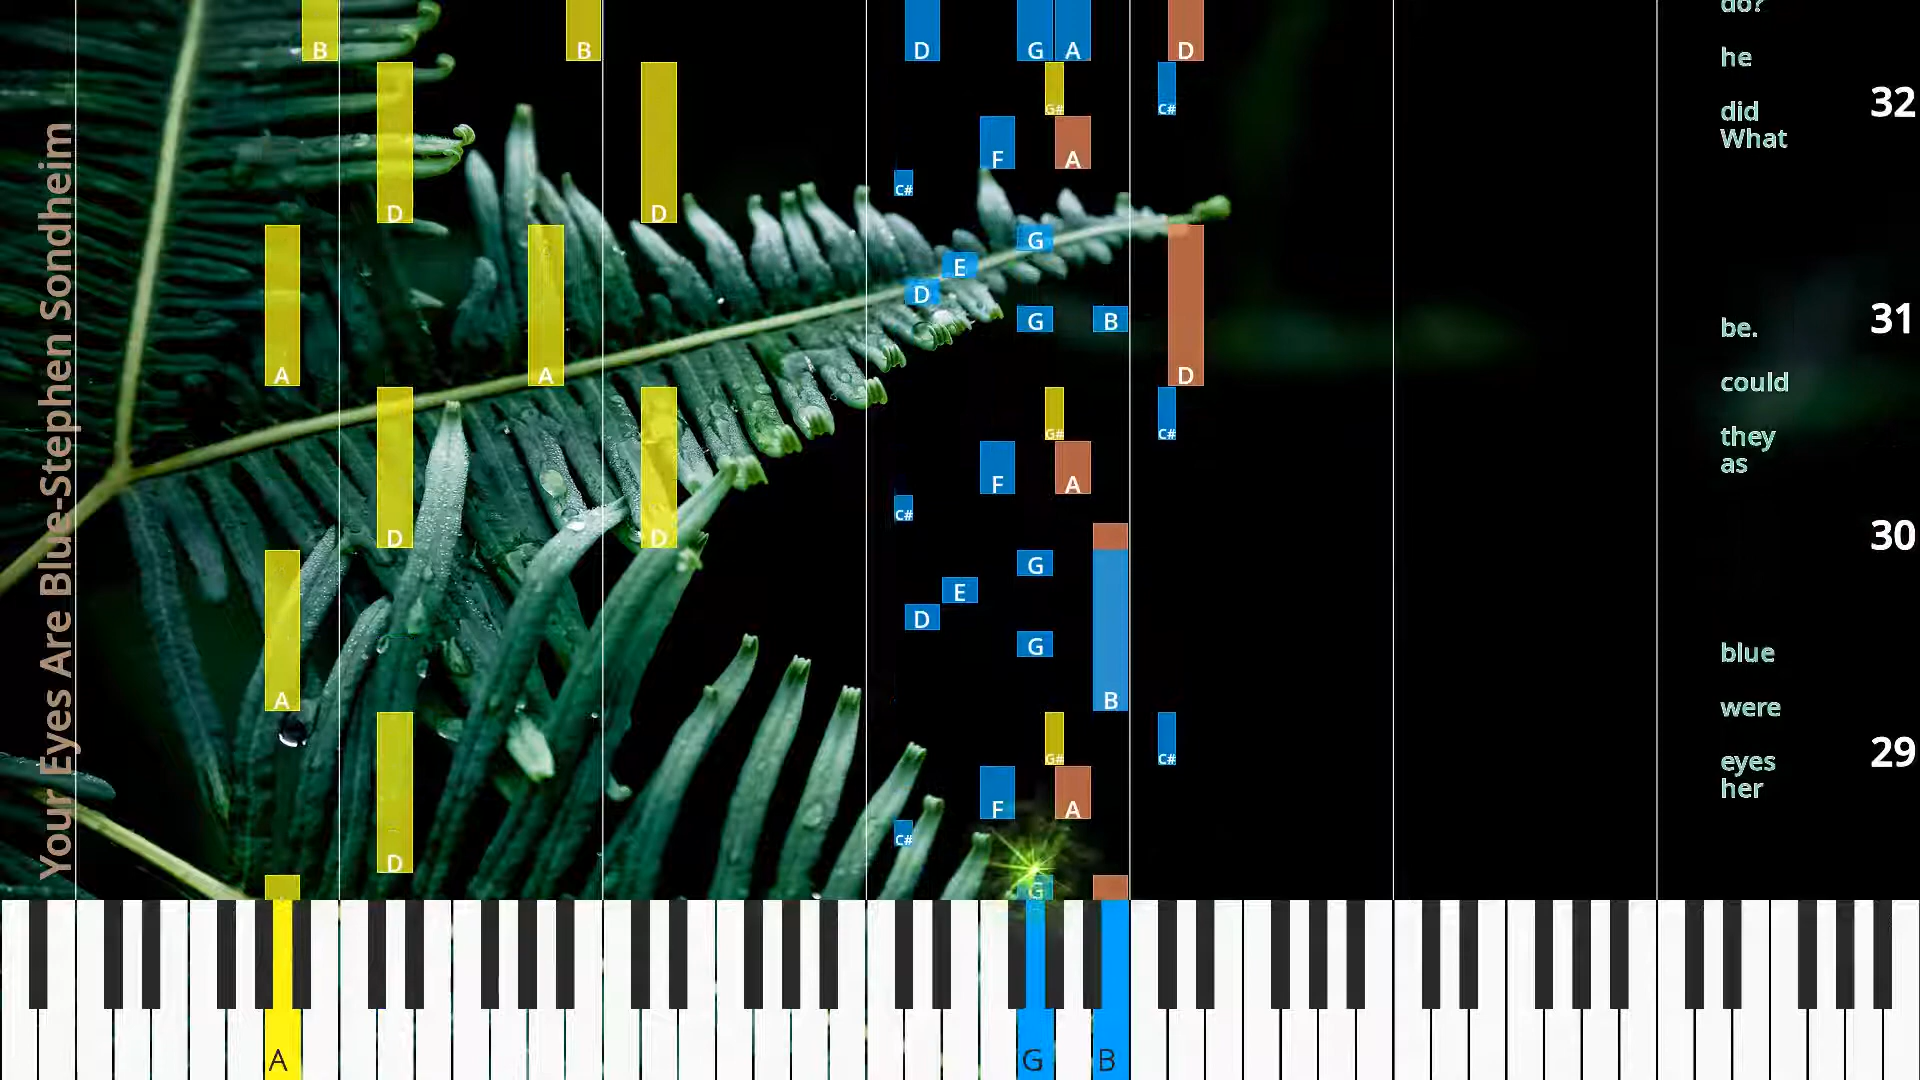 Your Eyes Are Blue-Stephen Sondheim
B B D G A D
G# C#
F A
C#
D D
G
E
D
G B
A A D
G# C#
F A
C#
D D
G
E
D
G
A B
G# C#
F A
C#
D
G
A G B
do?
he
32
did
What
31
be.
could
they
as
30
blue
were
29
eyes
her